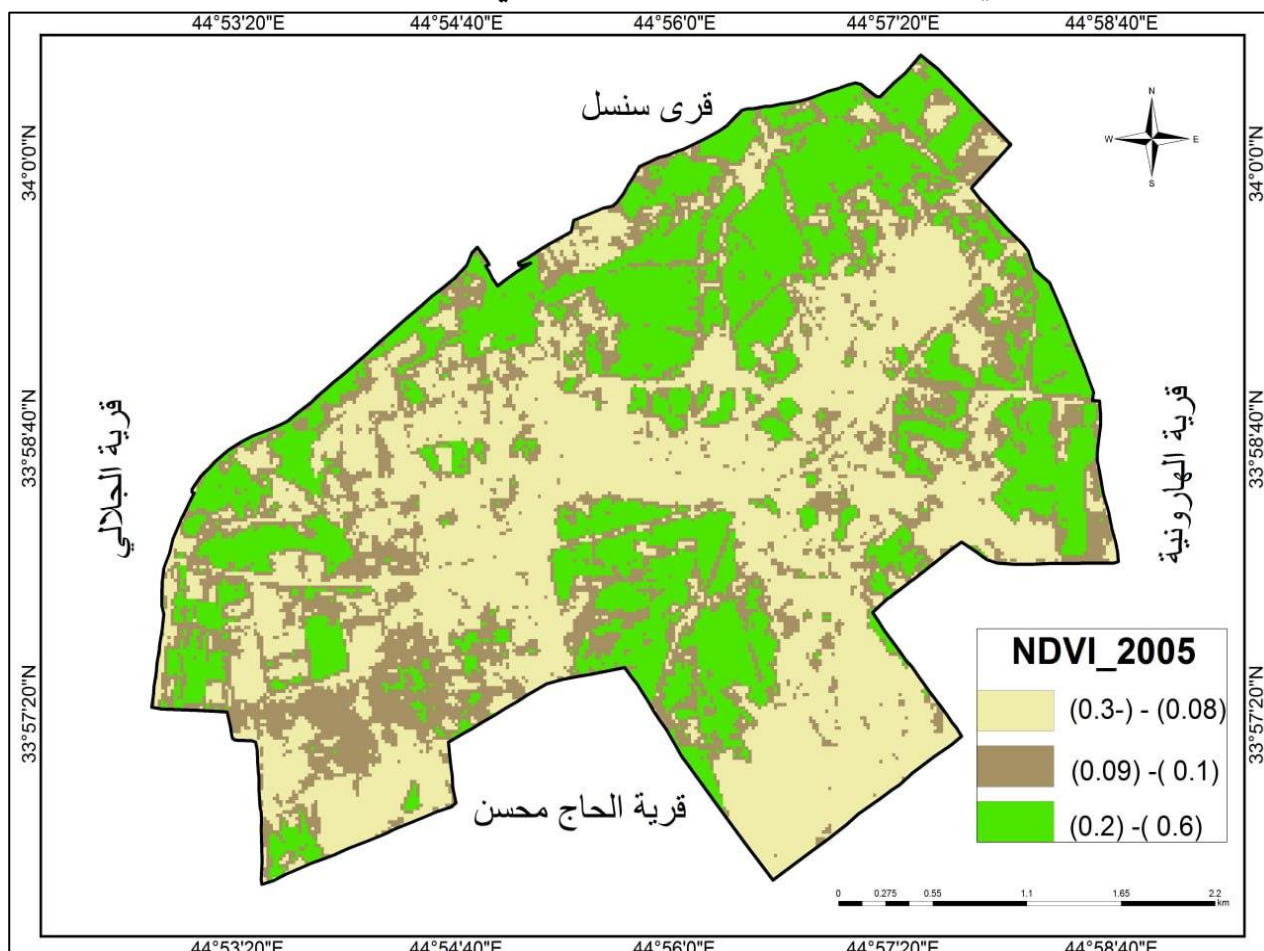 44°53'20"E 44°54'40"E 44°56'0"E 44°57'20"E 44°58'40"E
قرى سنسل
N
W E
S
34°0'0"N
34°0'0"N
33°58'40"N
33°58'40"N
قرية الجلالي
قرية الهارونية
33°57'20"N
33°57'20"N
قرية الحاج محسن
NDVI_2005
(0.3-) - (0.08)
(0.09) -( 0.1)
(0.2) -( 0.6)
0 0.275 0.55 1.1 1.65 2.2
km
44°53'20"E 44°54'40"E 44°56'0"E 44°57'20"E 44°58'40"E